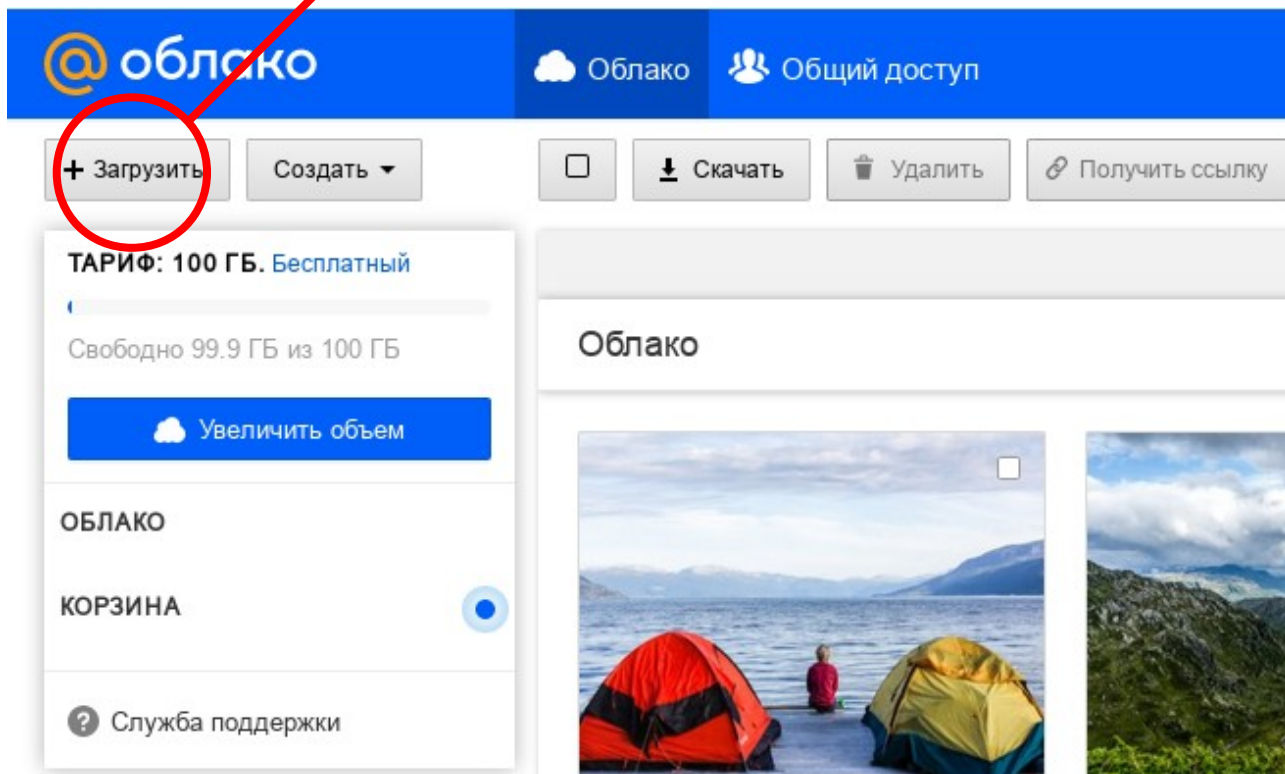 @ облако
Облако
Общий доступ
+ Загрузить
Создать
Скачать
Удалить
Получить ссылку
ТАРИФ: 100 ГБ. Бесплатный
Свободно 99.9 ГБ из 100 ГБ
Увеличить объем
ОБЛАКО
КОРЗИНА
? Служба поддержки
Облако